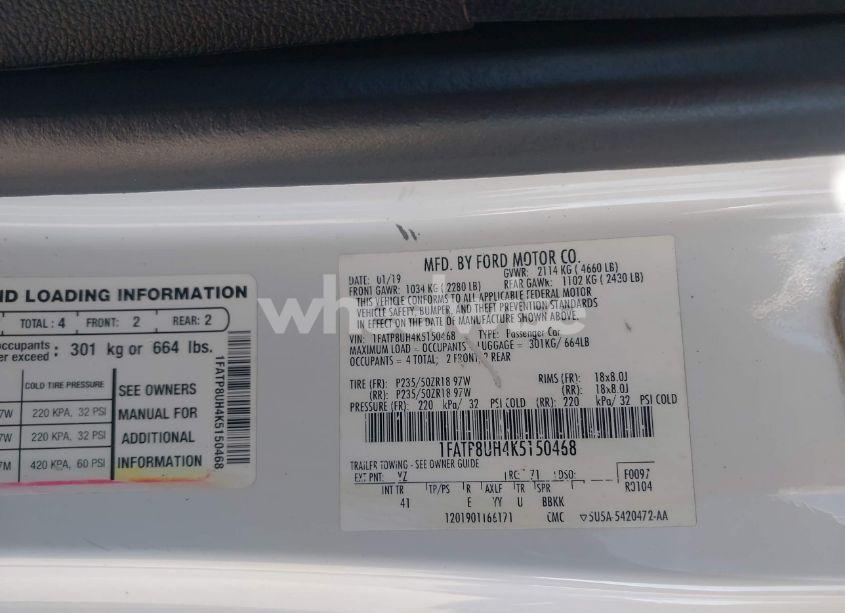 ND LOADING INFORMATION
TOTAL: 4 FRONT: 2 REAR: 2
occupants
er exceed : 301 kg or 664 lbs.
COLD TIRE PRESSURE
7W 220 KPA, 32 PSI
7W 220 KPA, 32 PSI
7M 420 KPA, 60 PSI
SEE OWNERS
MANUAL FOR
ADDITIONAL
INFORMATION
1FATP8UH4K5150468
MFD. BY FORD MOTOR CO.
DATE: 01/19 GVWR: 2114 KG ( 4660 LB)
FRONT GAWR: 1034 KG ( 2280 LB) REAR GAWR: 1102 KG ( 2430 LB)
THIS VEHICLE CONFORMS TO ALL APPLICABLE FEDERAL MOTOR
VEHICLE SAFETY, BUMPER, AND THEFT PREVENTION STANDARDS
IN EFFECT ON THE DATE OF MANUFACTURE SHOWN ABOVE.
VIN: 1FATP8UH4K5150468 TYPE: Passenger Car
MAXIMUM LOAD = OCCUPANTS + LUGGAGE = 301KG/ 664LB
OCCUPANTS = 4 TOTAL; 2 FRONT, 2 REAR
TIRE (FR): P235/50ZR18 97W RIMS (FR): 18x8.0J
(RR): P235/50ZR18 97W (RR): 18x8.0J
PRESSURE (FR): 220 kPa/ 32 PSI COLD (RR): 220 kPa/ 32 PSI COLD
1FATP8UH4K5150468
TRAILER TOWING - SEE OWNER GUIDE
EXT PNT: YZ RC: 71 DSO: F0097
INT TR TP/PS R AXLE TR SPR R0104
41 E YY U BBKK
1201901166171 CMC 5U5A-5420472-AA